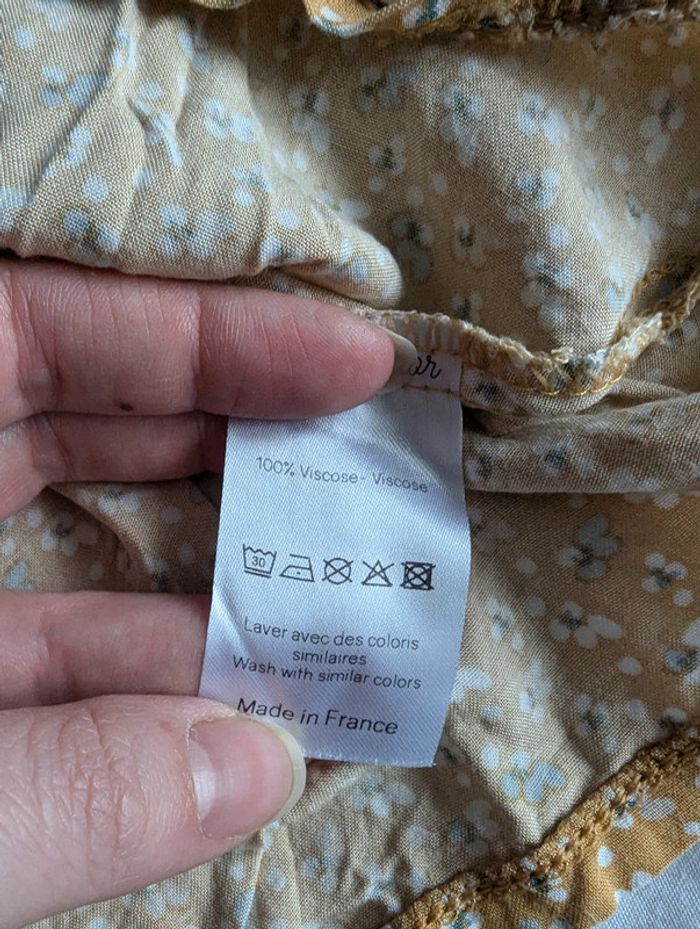 100% Viscose- Viscose
30
Laver avec des coloris
similaires
Wash with similar colors
Made in France